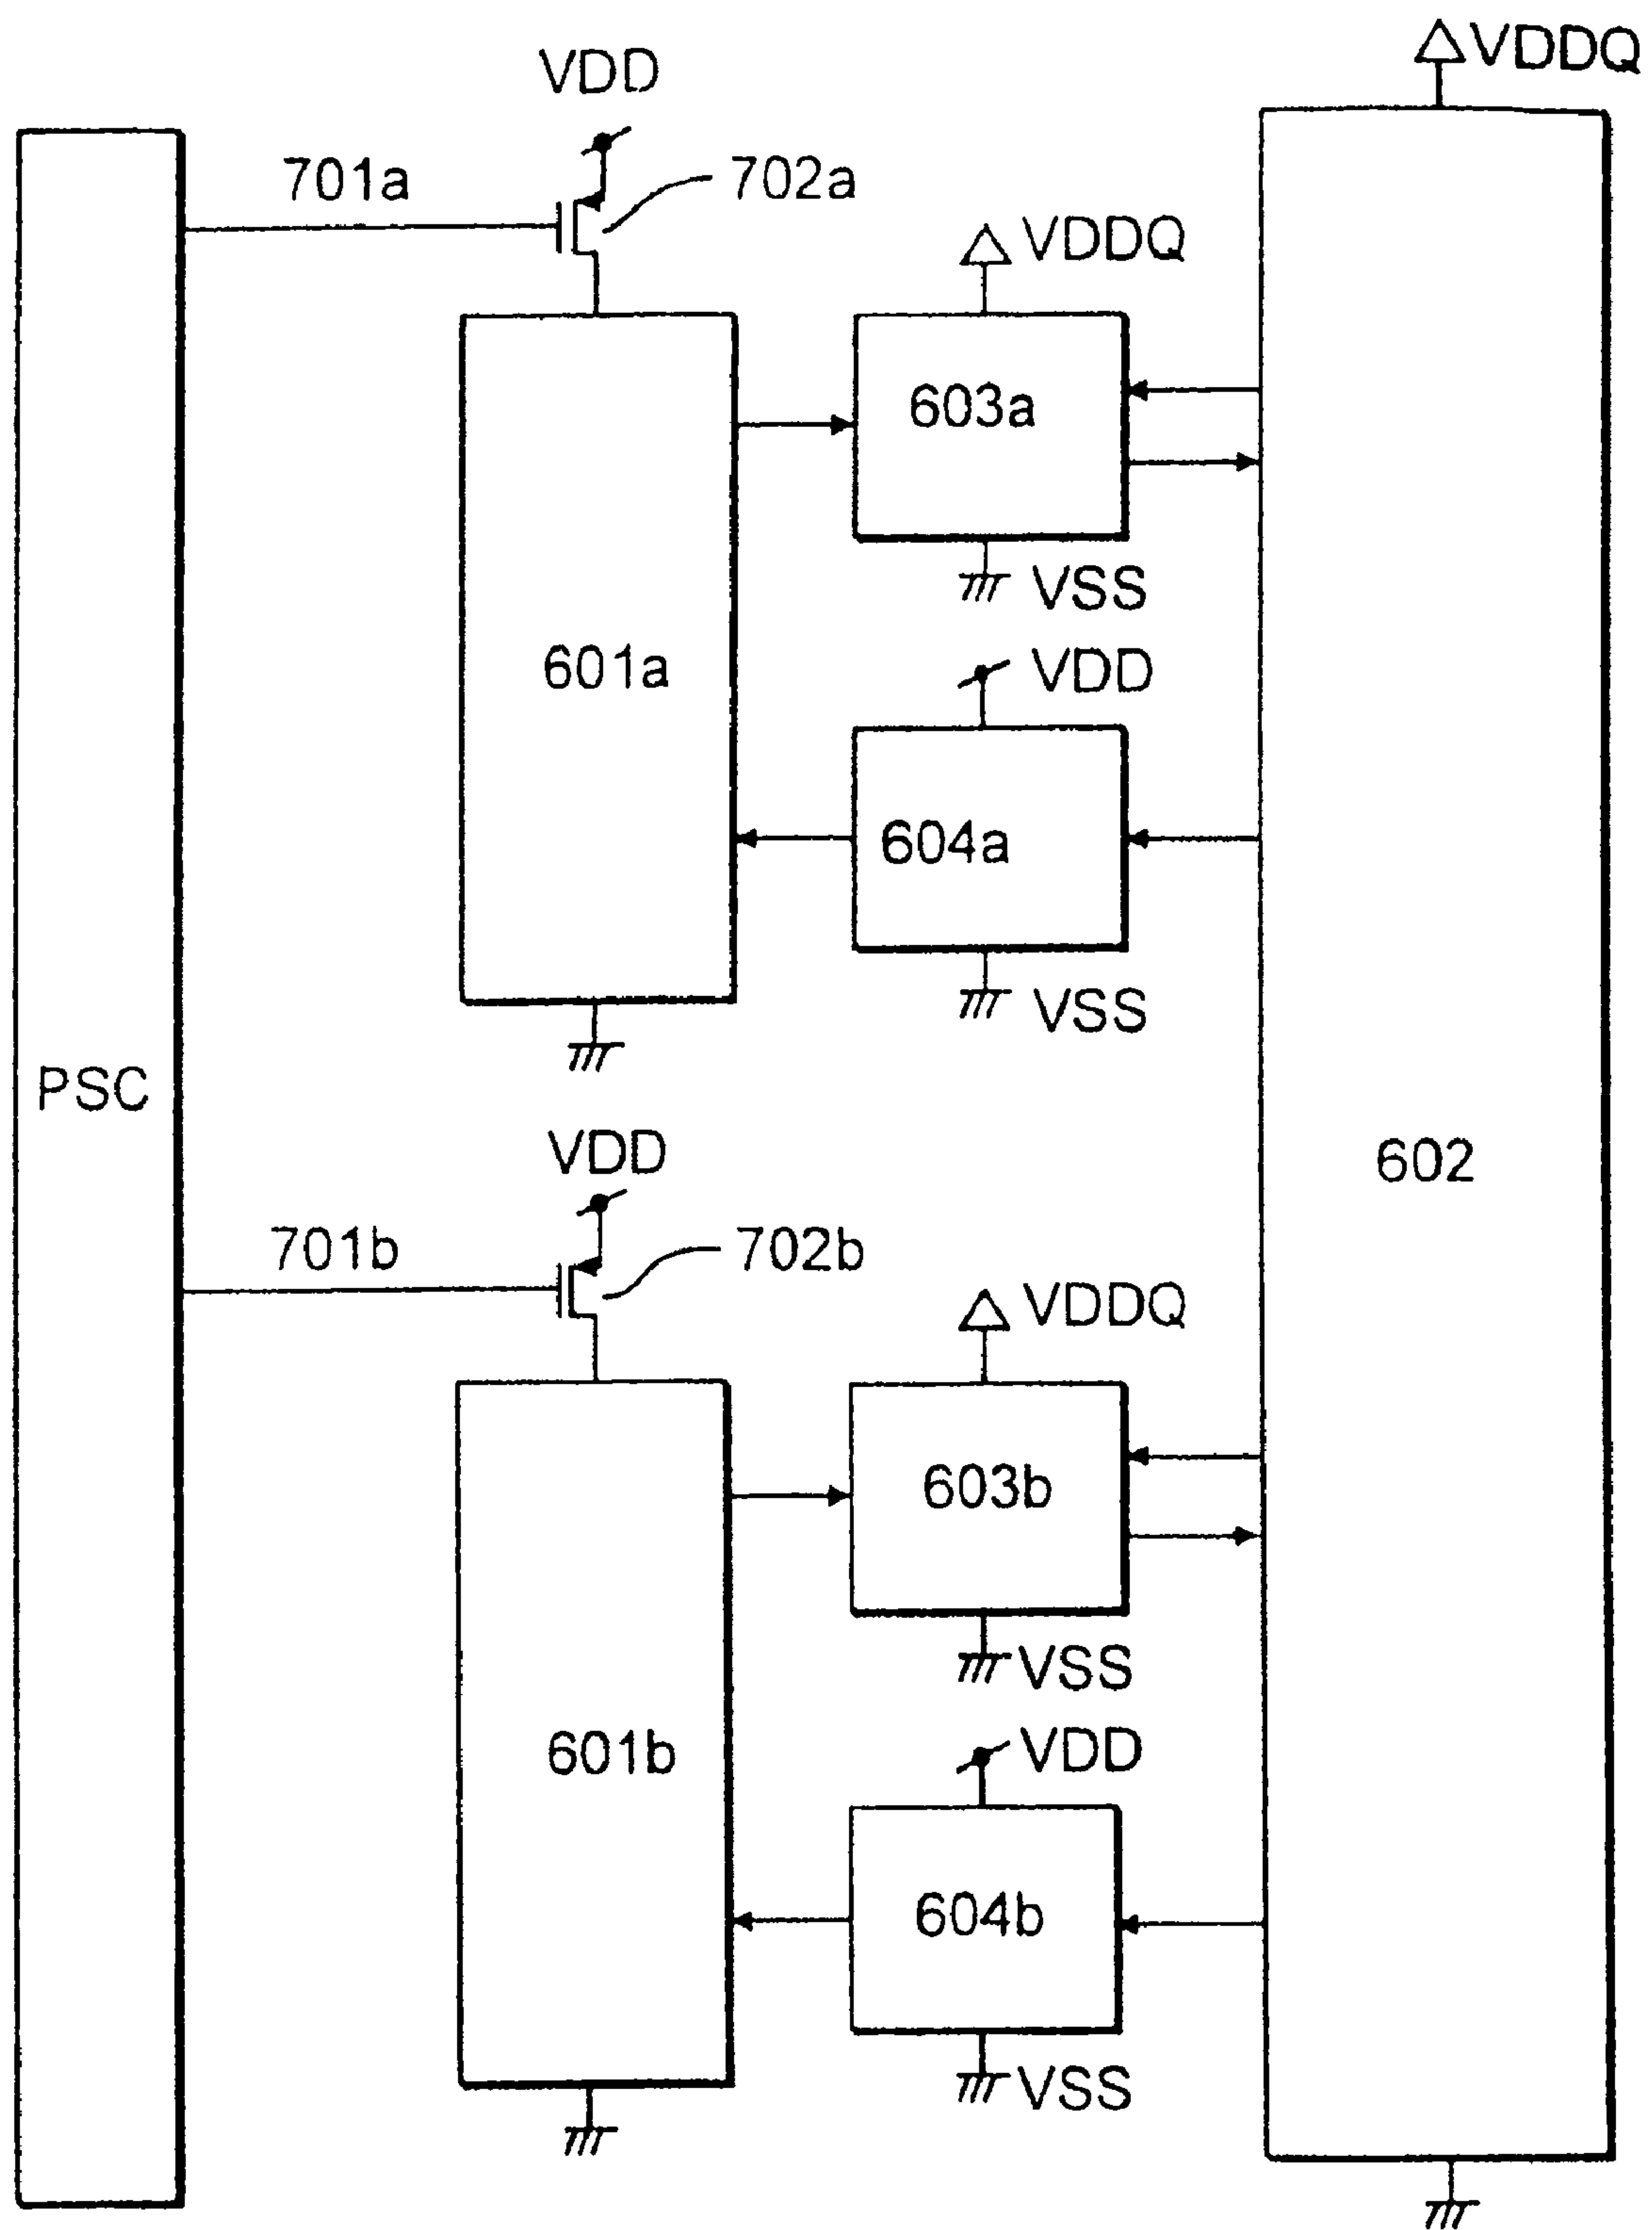 VDDQ
VDD
701a
702a
VDDQ
603a
VSS
601a
VDD
604a
VSS
PSC
VDD
602
701b
702b
VDDQ
603b
VSS
601b
VDD
604b
VSS